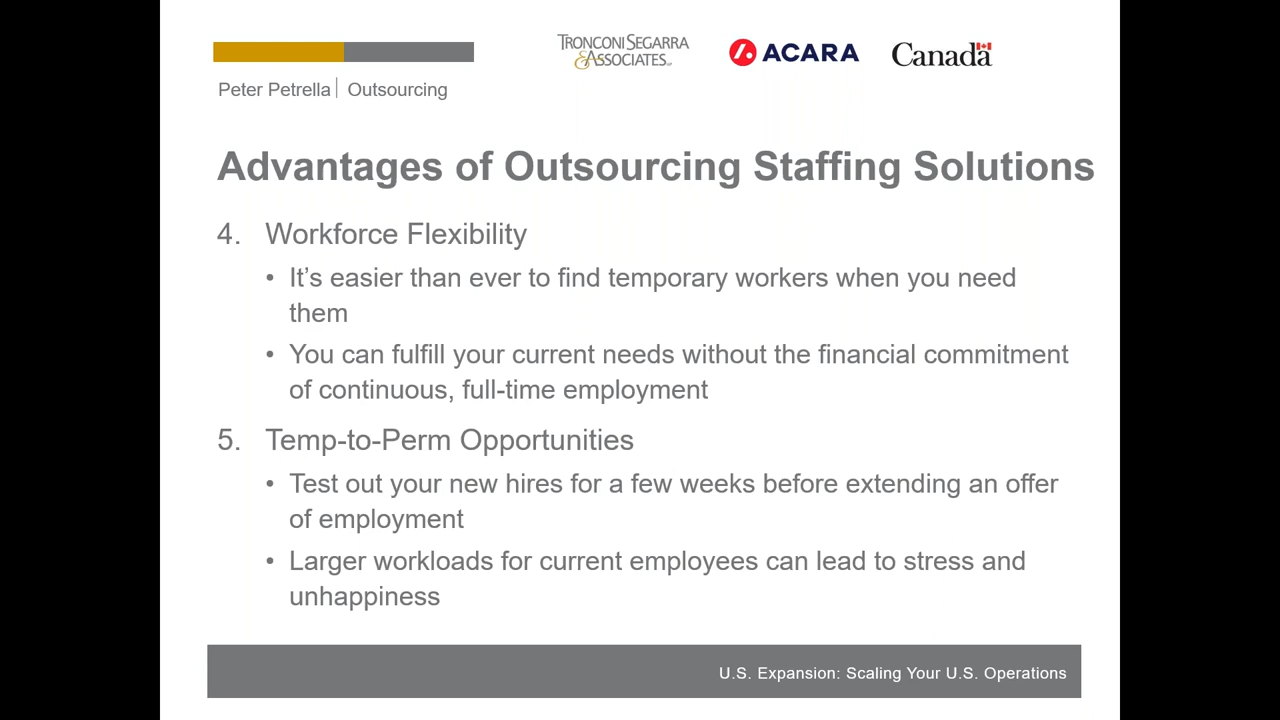 TRONCONI SEGARRA
& ASSOCIATES LLP
ACARA
Canada
Peter Petrella | Outsourcing
Advantages of Outsourcing Staffing Solutions
4. Workforce Flexibility
• It’s easier than ever to find temporary workers when you need
them
• You can fulfill your current needs without the financial commitment
of continuous, full-time employment
5. Temp-to-Perm Opportunities
• Test out your new hires for a few weeks before extending an offer
of employment
• Larger workloads for current employees can lead to stress and
unhappiness
U.S. Expansion: Scaling Your U.S. Operations